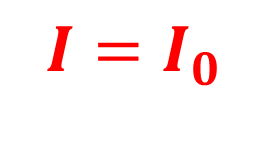 I = I₀